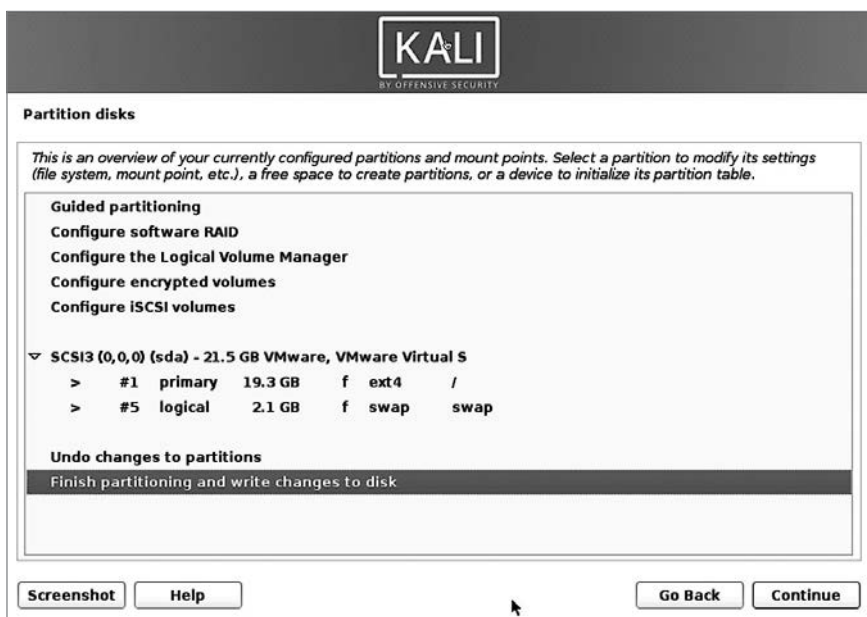 KALI
BY OFFENSIVE SECURITY
Partition disks
This is an overview of your currently configured partitions and mount points. Select a partition to modify its settings
(file system, mount point, etc.), a free space to create partitions, or a device to initialize its partition table.
Guided partitioning
Configure software RAID
Configure the Logical Volume Manager
Configure encrypted volumes
Configure iSCSI volumes
SCSI3 (0,0,0) (sda) - 21.5 GB VMware, VMware Virtual S
> #1 primary 19.3 GB f ext4 /
> #5 logical 2.1 GB f swap swap
Undo changes to partitions
Finish partitioning and write changes to disk
Screenshot Help Go Back Continue